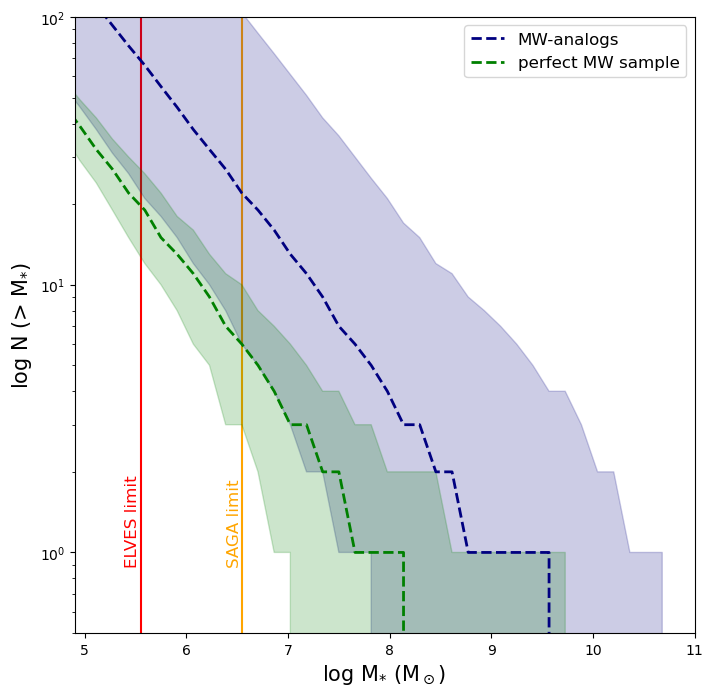 10²
10¹
10⁰
log N (> M*)
MW-analogs
perfect MW sample
ELVES limit
SAGA limit
5 6 7 8 9 10 11
log M* (M_⊙)